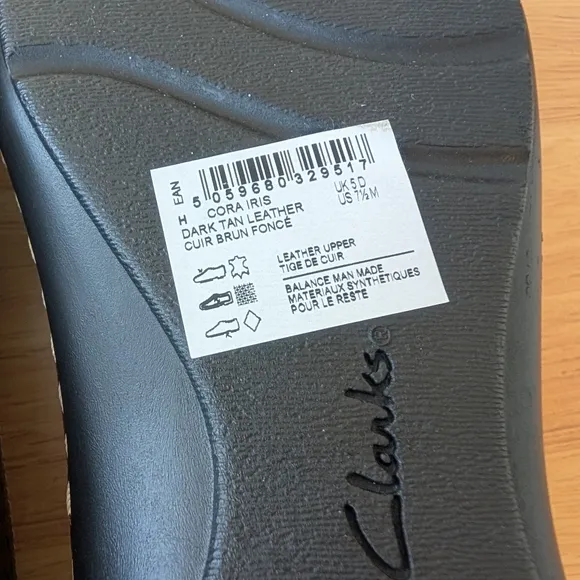 EAN
5 059680 329517
H CORA IRIS
UK 5 D
DARK TAN LEATHER
US 7½ M
CUIR BRUN FONCÉ
LEATHER UPPER
TIGE DE CUIR
BALANCE MAN MADE
MATERIAUX SYNTHÉTIQUES
POUR LE RESTE
Clarks®